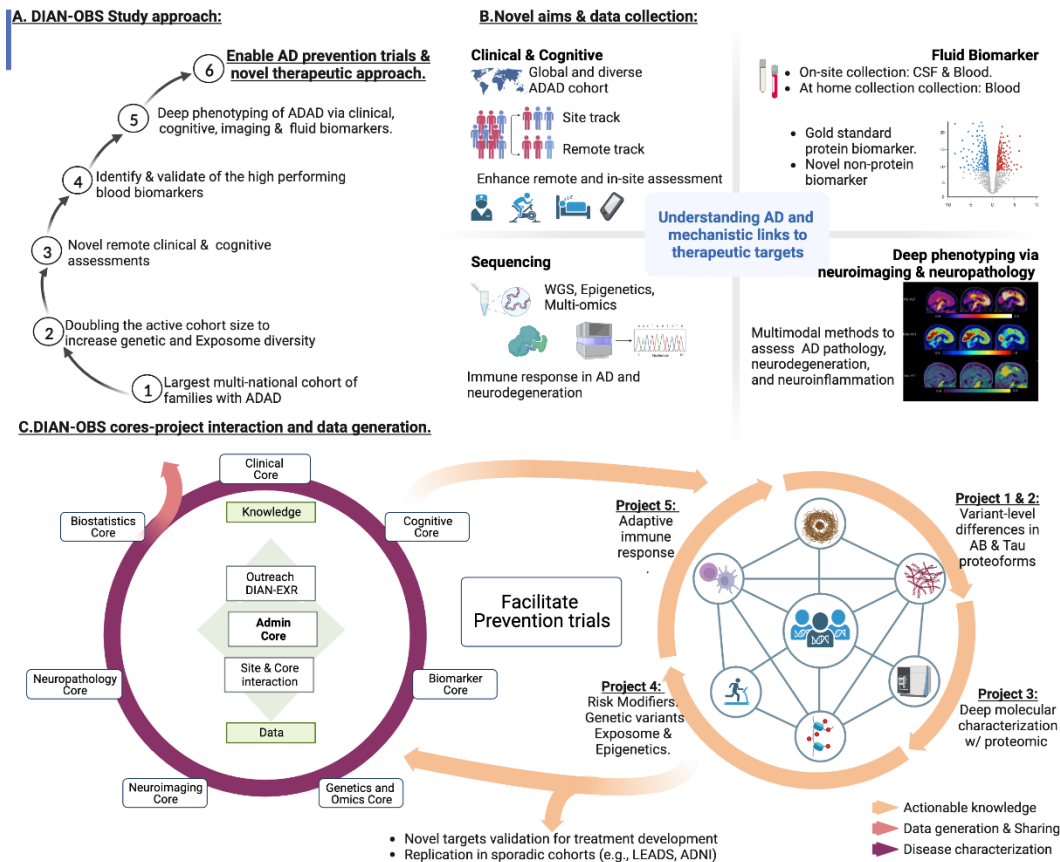 A. DIAN-OBS Study approach:
6
Enable AD prevention trials &
novel therapeutic approach.
5
Deep phenotyping of ADAD via clinical,
cognitive, imaging & fluid biomarkers.
4
Identify & validate of the high performing
blood biomarkers
3
Novel remote clinical & cognitive
assessments
2
Doubling the active cohort size to
increase genetic and Exposome diversity
1
Largest multi-national cohort of
families with ADAD
B.Novel aims & data collection:
Clinical & Cognitive
Global and diverse
ADAD cohort
Site track
Remote track
Enhance remote and in-site assessment
Fluid Biomarker
• On-site collection: CSF & Blood.
• At home collection collection: Blood
• Gold standard
protein biomarker.
• Novel non-protein
biomarker
20
15
10
5
0
-10
-5
0
5
10
Understanding AD and
mechanistic links to
therapeutic targets
Sequencing
WGS, Epigenetics,
Multi-omics
Immune response in AD and
neurodegeneration
Deep phenotyping via
neuroimaging & neuropathology
Multimodal methods to
assess AD pathology,
neurodegeneration,
and neuroinflammation
C.DIAN-OBS cores-project interaction and data generation.
Clinical
Core
Biostatistics
Core
Cognitive
Core
Knowledge
Outreach
DIAN-EXR
Admin
Core
Site & Core
interaction
Data
Neuropathology
Core
Biomarker
Core
Neuroimaging
Core
Genetics and
Omics Core
Facilitate
Prevention trials
Project 5:
Adaptive
immune
response
.
Project 1 & 2:
Variant-level
differences in
AB & Tau
proteoforms
Project 4:
Risk Modifiers:
Genetic variants
Exposome &
Epigenetics.
Project 3:
Deep molecular
characterization
w/ proteomic
• Novel targets validation for treatment development
• Replication in sporadic cohorts (e.g., LEADS, ADNI)
Actionable knowledge
Data generation & Sharing
Disease characterization